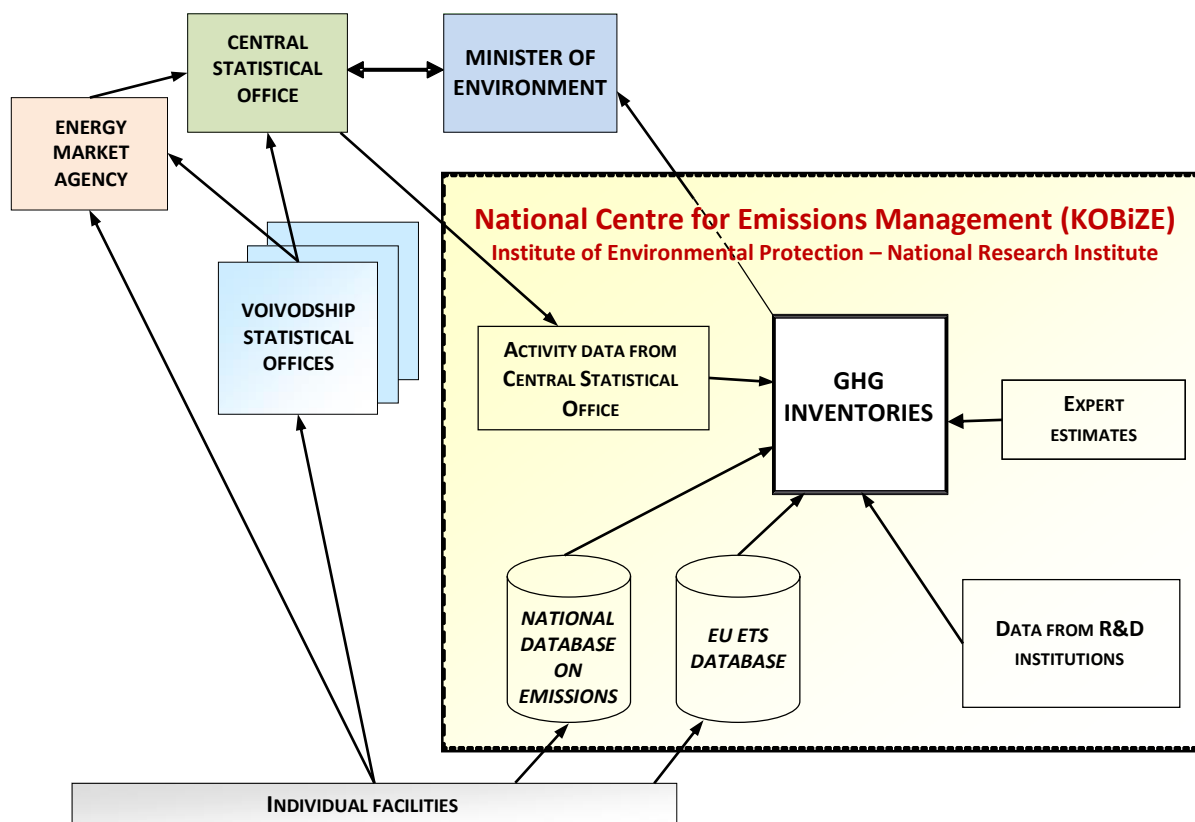 CENTRAL
STATISTICAL
OFFICE
MINISTER OF
ENVIRONMENT
ENERGY
MARKET
AGENCY
National Centre for Emissions Management (KOBiZE)
Institute of Environmental Protection – National Research Institute
VOIVODSHIP
STATISTICAL
OFFICES
ACTIVITY DATA FROM
CENTRAL STATISTICAL
OFFICE
GHG
INVENTORIES
EXPERT
ESTIMATES
NATIONAL
DATABASE
ON
EMISSIONS
EU ETS
DATABASE
DATA FROM R&D
INSTITUTIONS
INDIVIDUAL FACILITIES